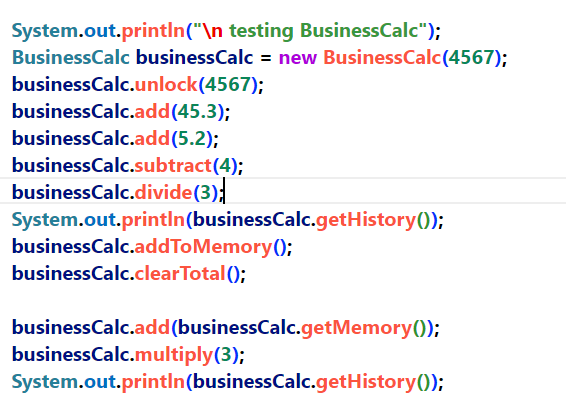 System.out.println("\n testing BusinessCalc");
BusinessCalc businessCalc = new BusinessCalc(4567);
businessCalc.unlock(4567);
businessCalc.add(45.3);
businessCalc.add(5.2);
businessCalc.subtract(4);
businessCalc.divide(3);
System.out.println(businessCalc.getHistory());
businessCalc.addToMemory();
businessCalc.clearTotal();

businessCalc.add(businessCalc.getMemory());
businessCalc.multiply(3);
System.out.println(businessCalc.getHistory());